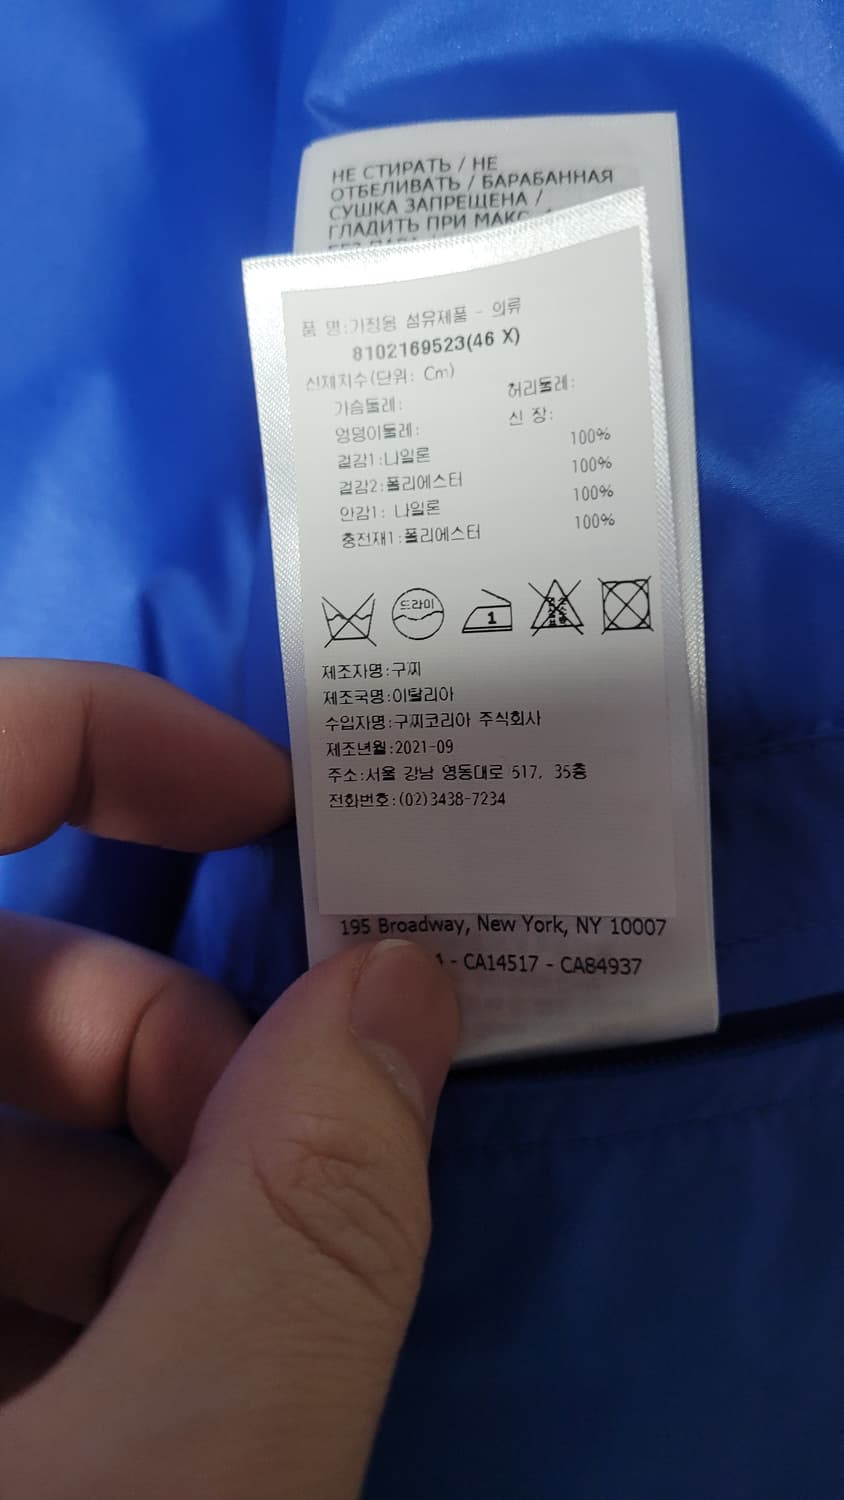 НЕ СТИРАТЬ / НЕ
ОТБЕЛИВАТЬ / БАРАБАННАЯ
СУШКА ЗАПРЕЩЕНА /
ГЛАДИТЬ ПРИ МАКС
품 명:가정용 섬유제품 - 의류
8102169523(46 X)
신체지수(단위: Cm)
가슴둘레: 허리둘레:
엉덩이둘레: 신 장:
겉감1:나일론 100%
겉감2:폴리에스터 100%
안감1: 나일론 100%
충전재1:폴리에스터 100%
드라이
1
제조자명:구찌
제조국명:이탈리아
수입자명:구찌코리아 주식회사
제조년월:2021-09
주소:서울 강남 영동대로 517, 35층
전화번호:(02)3438-7234
195 Broadway, New York, NY 10007
- CA14517 - CA84937